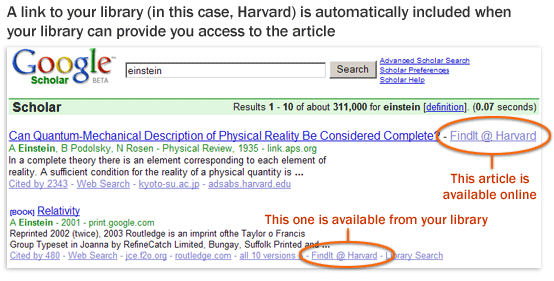 A link to your library (in this case, Harvard) is automatically included when
your library can provide you access to the article
Google™
Scholar BETA
einstein
Search
Advanced Scholar Search
Scholar Preferences
Scholar Help
Scholar
Results 1 - 10 of about 311,000 for einstein [definition]. (0.07 seconds)
Can Quantum-Mechanical Description of Physical Reality Be Considered Complete? - FindIt @ Harvard
A Einstein, B Podolsky, N Rosen - Physical Review, 1935 - link.aps.org
In a complete theory there is an element corresponding to each element of
reality. A sufficient condition for the reality of a physical quantity is ...
Cited by 2343 - Web Search - kyoto-su.ac.jp - adsabs.harvard.edu
This article is
available online
[BOOK] Relativity
A Einstein - 2001 - print.google.com
This one is available from your library
Reprinted 2002 (twice), 2003 Routledge is an imprint ofthe Taylor o Francis
Group Typeset in Joanna by RefineCatch Limited, Bungay, Suffolk Printed and ...
Cited by 480 - Web Search - jce.f2o.org - routledge.com - all 10 versions » - FindIt @ Harvard - Library Search